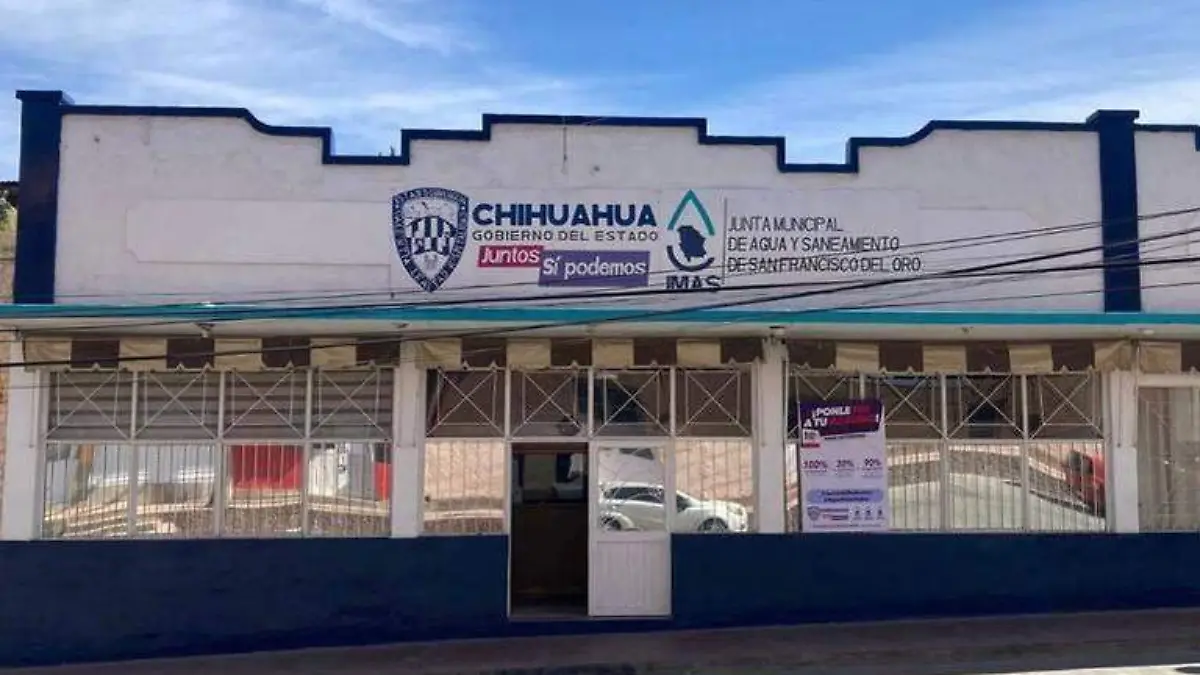 CHIHUAHUA
GOBIERNO DEL ESTADO
Juntos
Sí podemos
JMAS
JUNTA MUNICIPAL
DE AGUA Y SANEAMIENTO
DE SAN FRANCISCO DEL ORO
¡PONLE
A TU
100%
90%